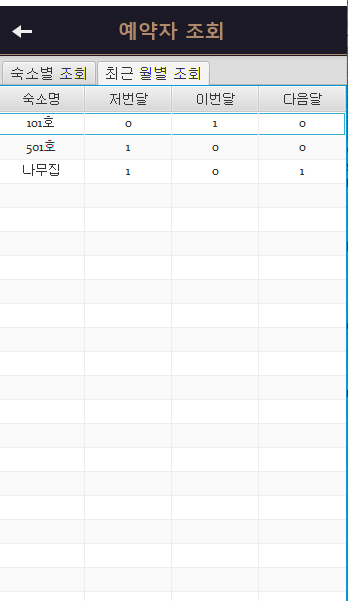 예약자 조회
숙소별 조회 최근 월별 조회
숙소명 저번달 이번달 다음달
101호 0 1 0
501호 1 0 0
나무집 1 0 1